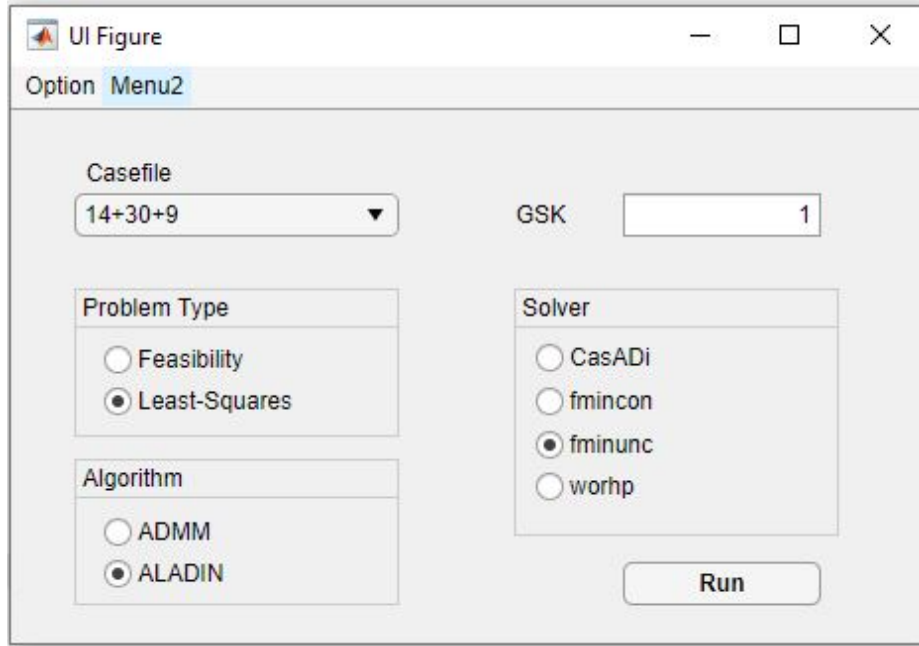 UI Figure
Option Menu2
Casefile
14+30+9
GSK 1
Problem Type
Feasibility
Least-Squares
Algorithm
ADMM
ALADIN
Solver
CasADi
fmincon
fminunc
worhp
Run